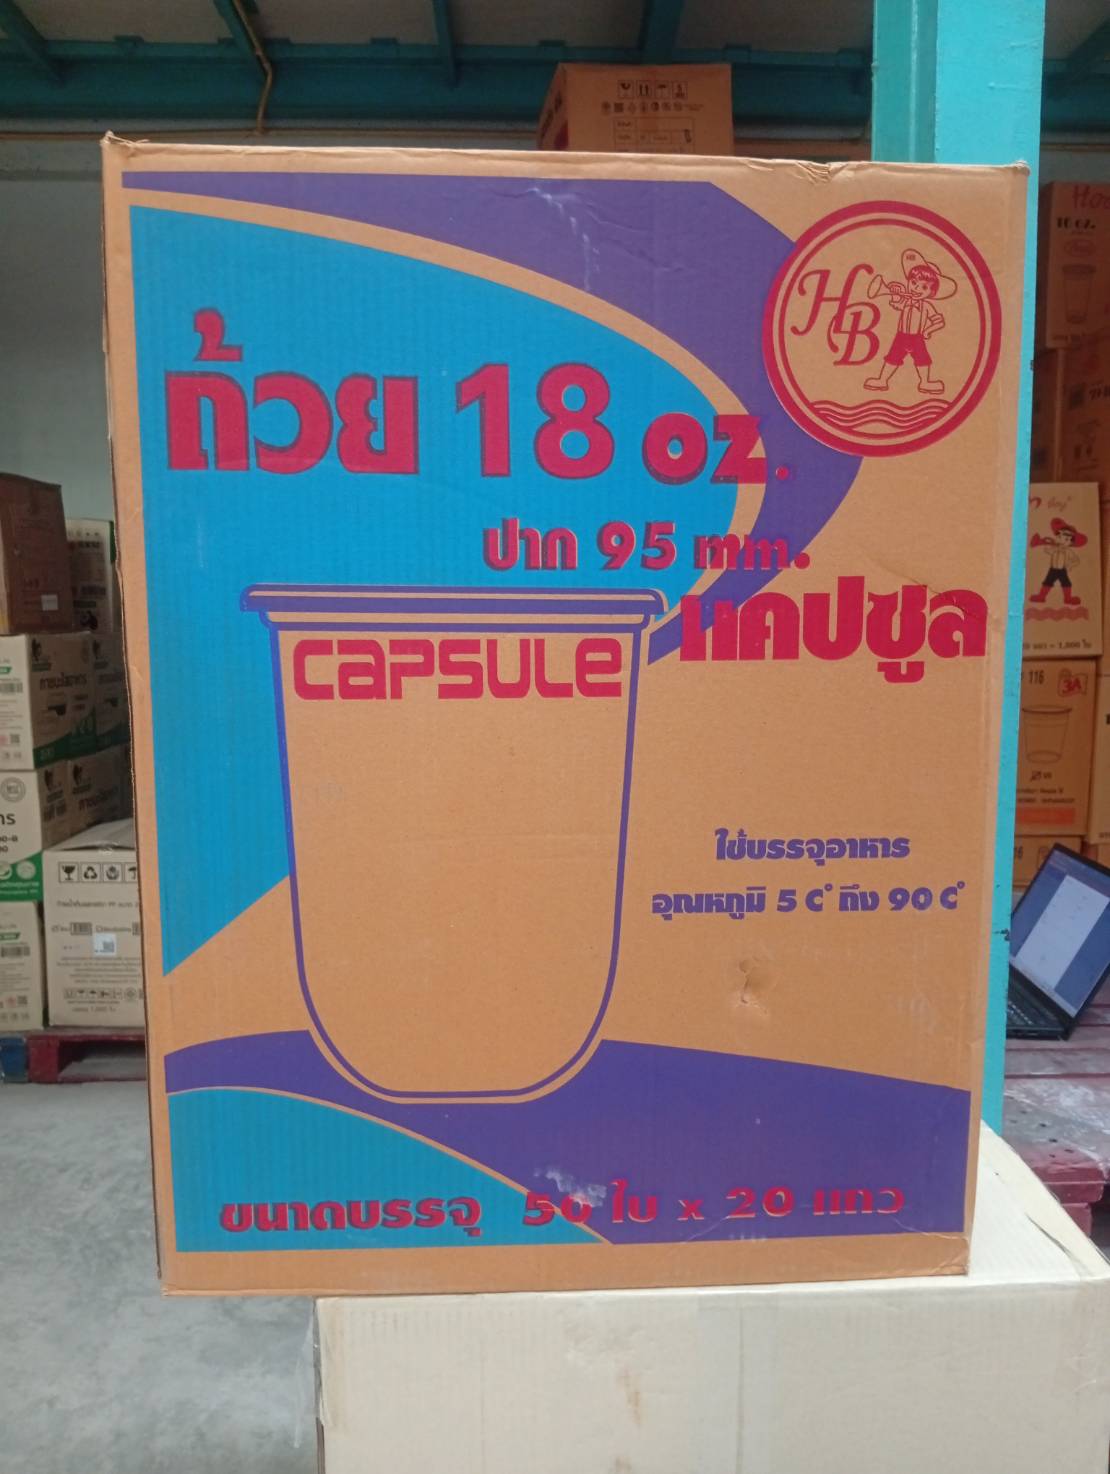 HB
ถ้วย 18 oz.
ปาก 95 mm.
แคปซูล
CAPSULE
ใช้บรรจุอาหาร
อุณหภูมิ 5 C° ถึง 90 C°
ขนาดบรรจุ 50 ใบ x 20 แถว
116
3A